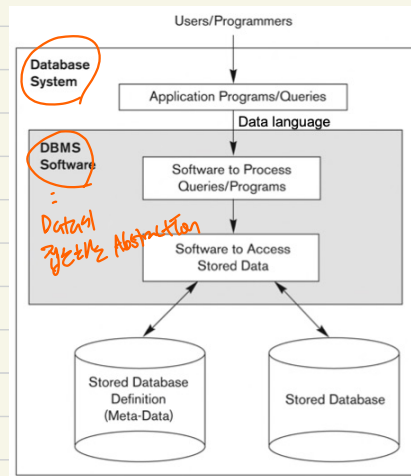 Users/Programmers
Database
System
Application Programs/Queries
Data language
DBMS
Software
Software to Process
Queries/Programs
:
Data의
접근하는 Abstraction
Software to Access
Stored Data
Stored Database
Definition
(Meta-Data)
Stored Database